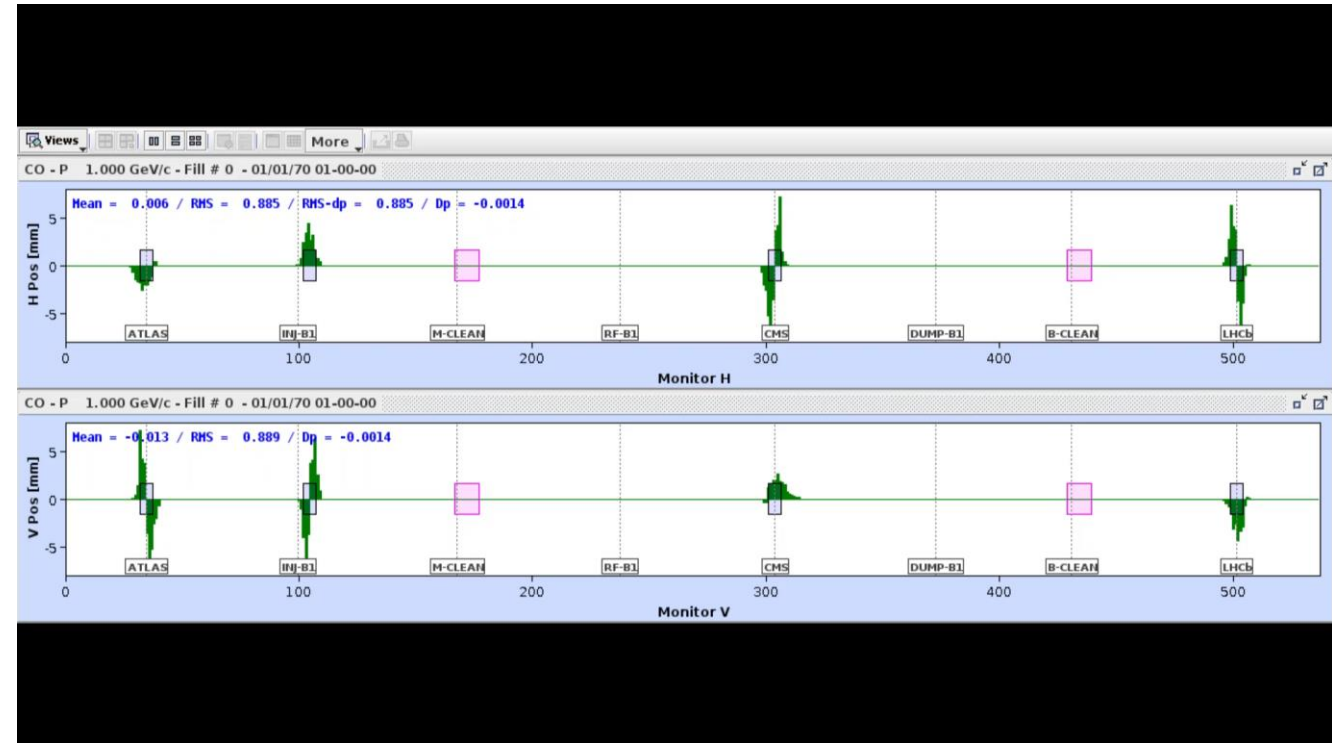 Views More
CO - P 1.000 GeV/c - Fill # 0 - 01/01/70 01-00-00
Mean = 0.006 / RMS = 0.885 / RMS-dp = 0.885 / Dp = -0.0014
H Pos [mm]
5
0
-5
ATLAS INJ-B1 M-CLEAN RF-B1 CMS DUMP-B1 B-CLEAN LHCb
0 100 200 300 400 500
Monitor H
CO - P 1.000 GeV/c - Fill # 0 - 01/01/70 01-00-00
Mean = -0.013 / RMS = 0.889 / Dp = -0.0014
V Pos [mm]
5
0
-5
ATLAS INJ-B1 M-CLEAN RF-B1 CMS DUMP-B1 B-CLEAN LHCb
0 100 200 300 400 500
Monitor V